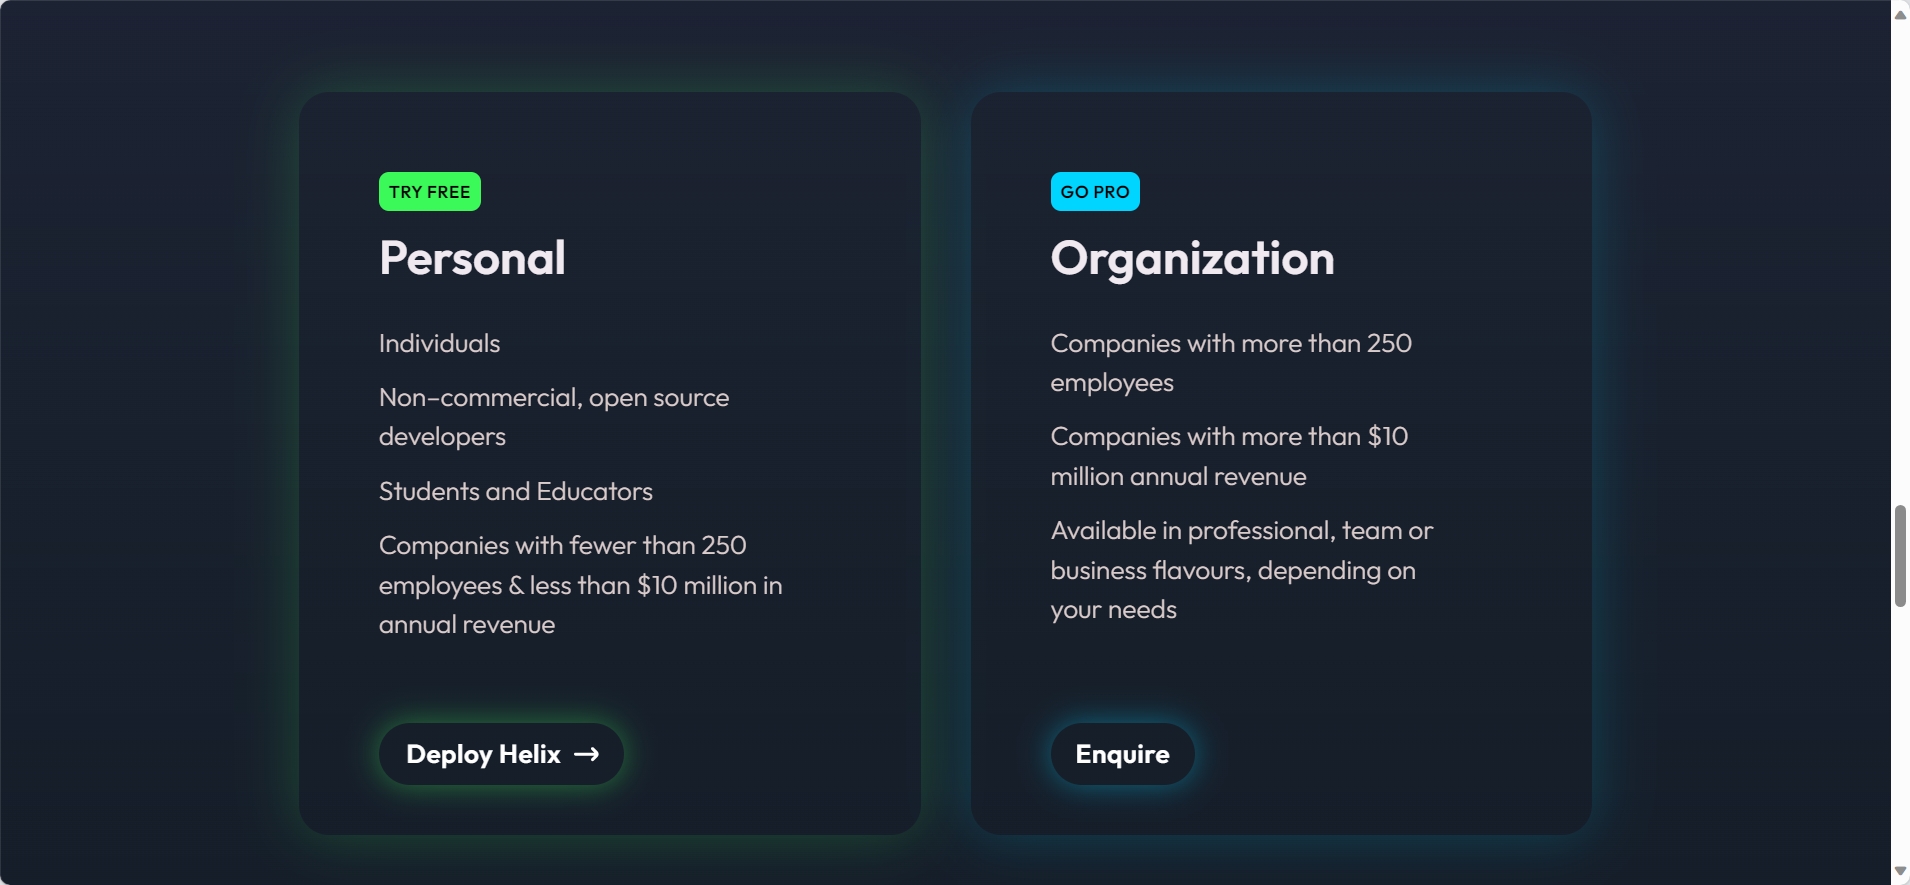 TRY FREE
Personal
Individuals
Non–commercial, open source
developers
Students and Educators
Companies with fewer than 250
employees & less than $10 million in
annual revenue
Deploy Helix →
GO PRO
Organization
Companies with more than 250
employees
Companies with more than $10
million annual revenue
Available in professional, team or
business flavours, depending on
your needs
Enquire